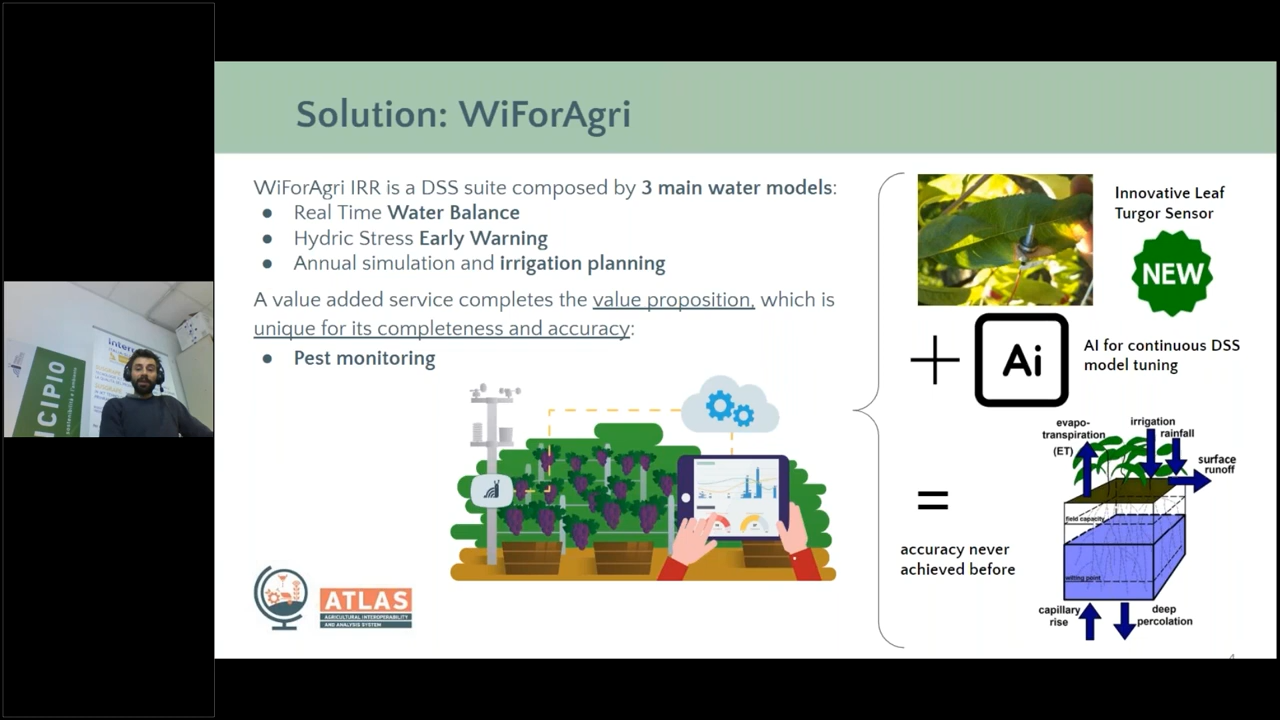 Solution: WiForAgri
WiForAgri IRR is a DSS suite composed by 3 main water models:
● Real Time Water Balance
● Hydric Stress Early Warning
● Annual simulation and irrigation planning
A value added service completes the value proposition, which is
unique for its completeness and accuracy:
● Pest monitoring
ATLAS
AGRICULTURAL INTEROPERABILITY
AND ANALYSIS SYSTEM
Innovative Leaf
Turgor Sensor
NEW
+
Ai
AI for continuous DSS
model tuning
=
accuracy never
achieved before
evapo-
transpiration
(ET)
irrigation
rainfall
surface
runoff
field capacity
wilting point
capillary
rise
deep
percolation
ICIPIO